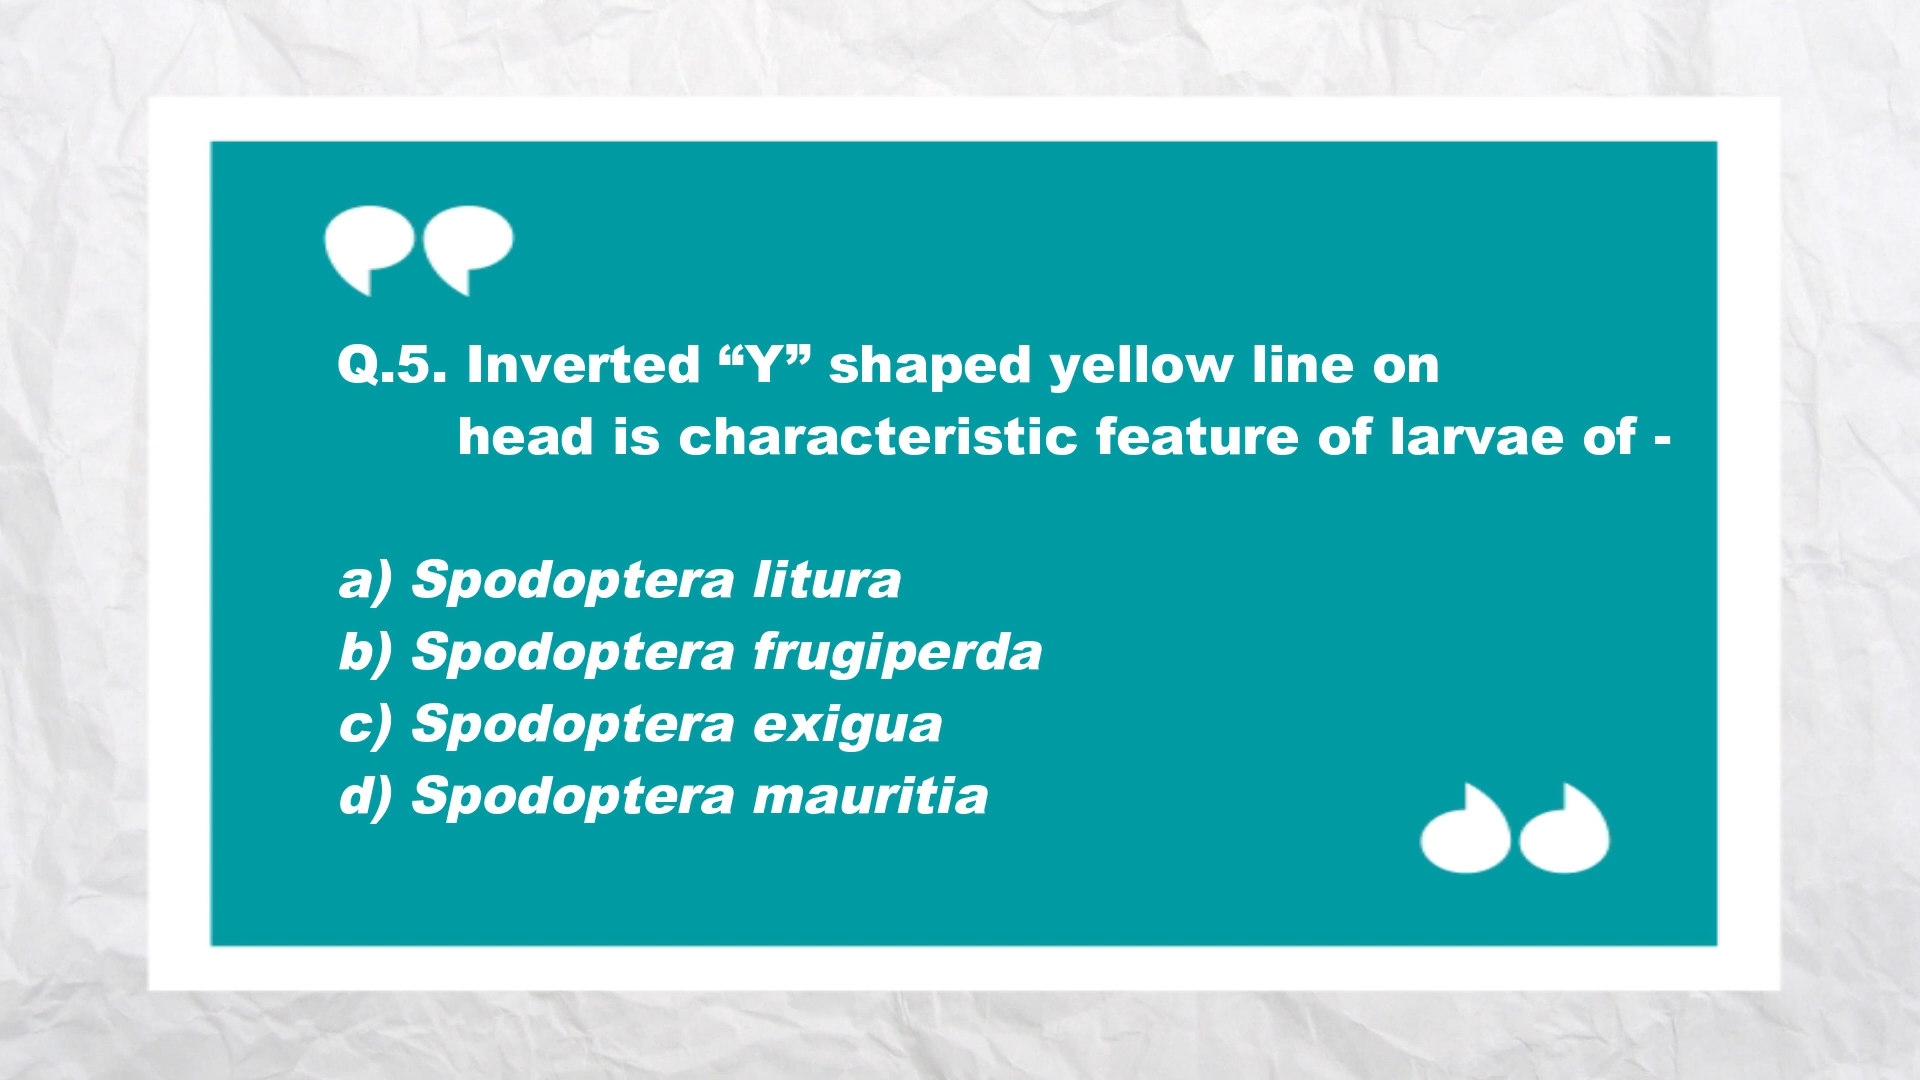 Q.5. Inverted “Y” shaped yellow line on
head is characteristic feature of larvae of -
a) Spodoptera litura
b) Spodoptera frugiperda
c) Spodoptera exigua
d) Spodoptera mauritia